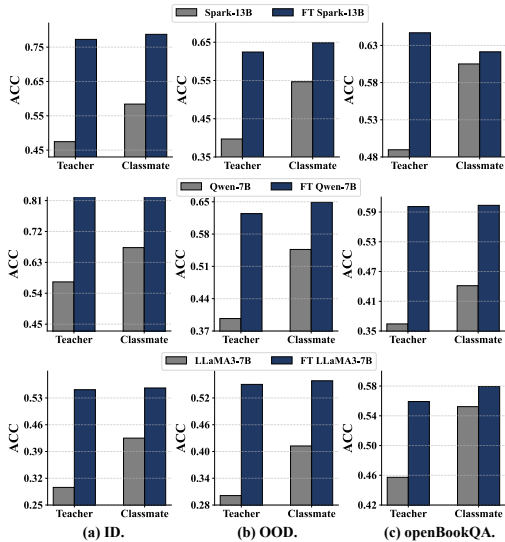 Spark-13B FT Spark-13B
ACC
0.75
0.65
0.55
0.45
Teacher Classmate
0.65
0.55
0.45
0.35
Teacher Classmate
ACC
0.63
0.58
0.53
0.48
Teacher Classmate
Qwen-7B FT Qwen-7B
ACC
0.81
0.72
0.63
0.54
0.45
Teacher Classmate
0.65
0.58
0.51
0.44
0.37
Teacher Classmate
ACC
0.59
0.53
0.47
0.41
0.35
Teacher Classmate
LLaMA3-7B FT LLaMA3-7B
ACC
0.53
0.46
0.39
0.32
0.25
Teacher Classmate
ACC
0.52
0.46
0.40
0.34
0.28
Teacher Classmate
ACC
0.58
0.54
0.50
0.46
0.42
Teacher Classmate
(a) ID. (b) OOD. (c) openBookQA.